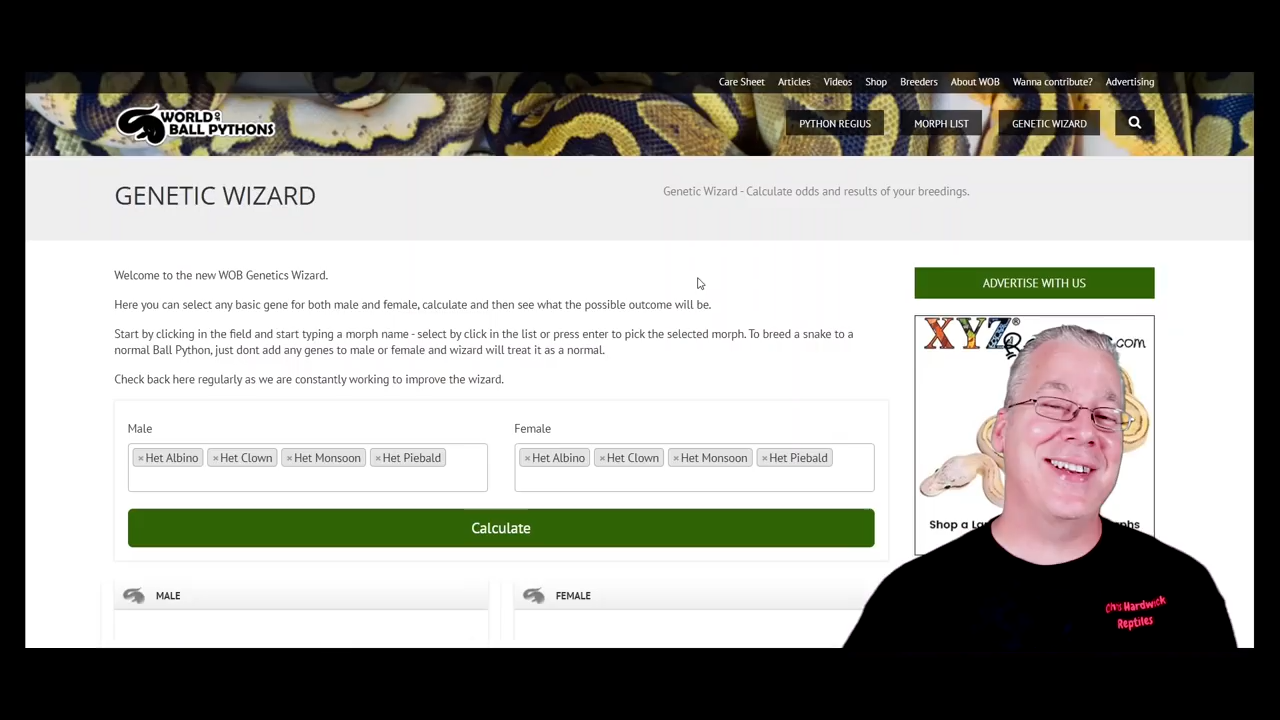 Care Sheet Articles Videos Shop Breeders About WOB Wanna contribute? Advertising
WORLD OF
BALL PYTHONS
PYTHON REGIUS MORPH LIST GENETIC WIZARD
GENETIC WIZARD
Genetic Wizard - Calculate odds and results of your breedings.
Welcome to the new WOB Genetics Wizard.
Here you can select any basic gene for both male and female, calculate and then see what the possible outcome will be.
Start by clicking in the field and start typing a morph name - select by click in the list or press enter to pick the selected morph. To breed a snake to a
normal Ball Python, just dont add any genes to male or female and wizard will treat it as a normal.
Check back here regularly as we are constantly working to improve the wizard.
ADVERTISE WITH US
XYZ® .com
Male Female
×Het Albino ×Het Clown ×Het Monsoon ×Het Piebald
×Het Albino ×Het Clown ×Het Monsoon ×Het Piebald
Calculate
Shop a
MALE
FEMALE
Chris Hardwick
Reptiles